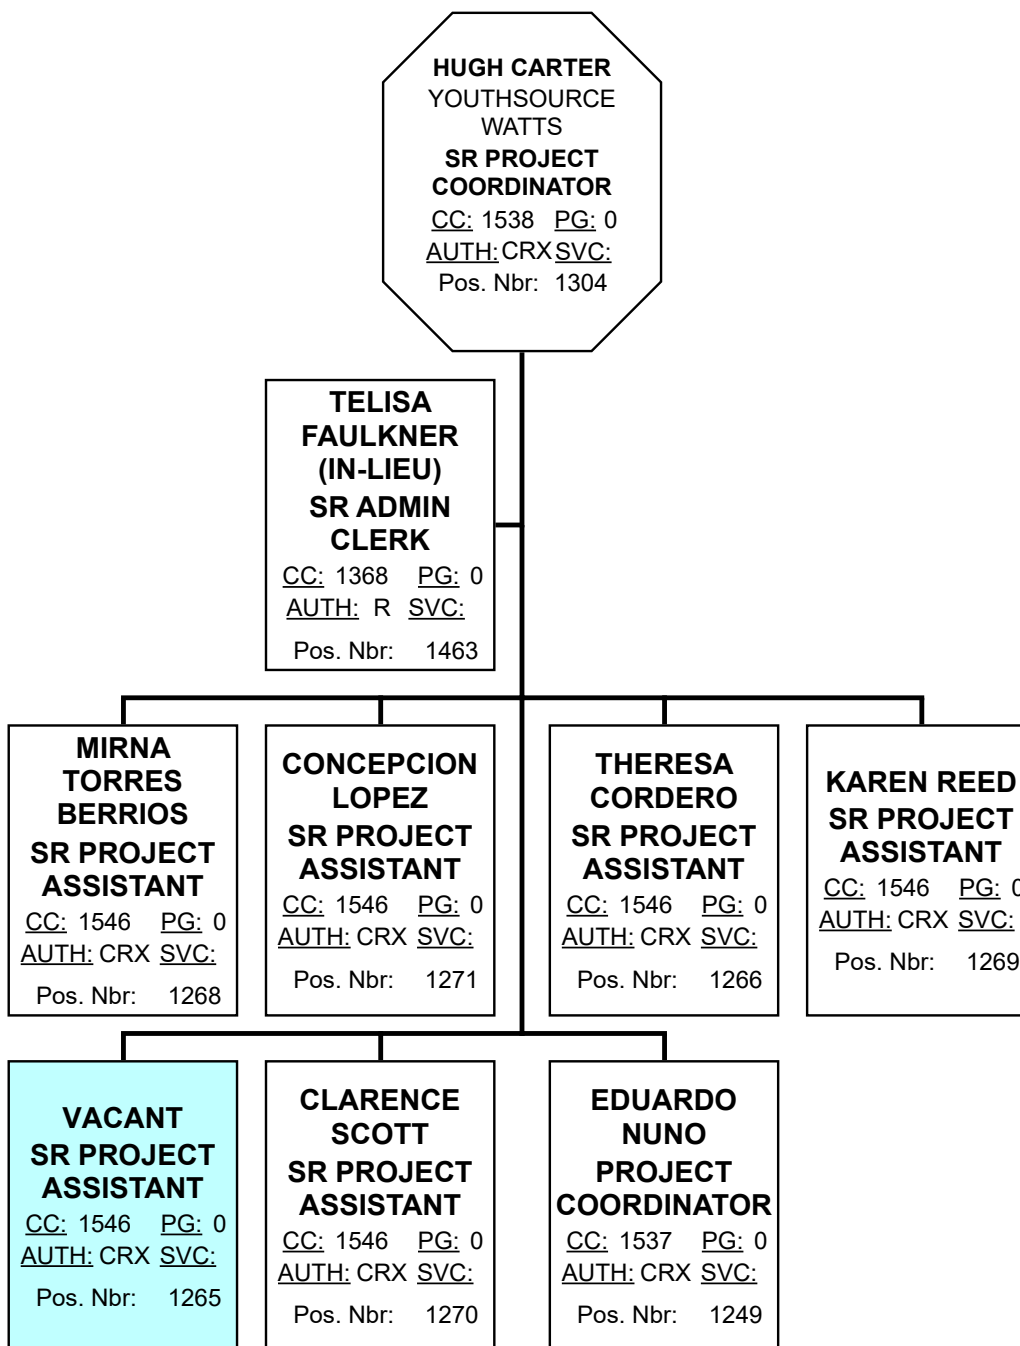 HUGH CARTER
YOUTHSOURCE
WATTS
SR PROJECT
COORDINATOR
CC: 1538 PG: 0
AUTH: CRX SVC:
Pos. Nbr: 1304
TELISA
FAULKNER
(IN-LIEU)
SR ADMIN
CLERK
CC: 1368 PG: 0
AUTH: R SVC:
Pos. Nbr: 1463
MIRNA
TORRES
BERRIOS
SR PROJECT
ASSISTANT
CC: 1546 PG: 0
AUTH: CRX SVC:
Pos. Nbr: 1268
CONCEPCION
LOPEZ
SR PROJECT
ASSISTANT
CC: 1546 PG: 0
AUTH: CRX SVC:
Pos. Nbr: 1271
THERESA
CORDERO
SR PROJECT
ASSISTANT
CC: 1546 PG: 0
AUTH: CRX SVC:
Pos. Nbr: 1266
KAREN REED
SR PROJECT
ASSISTANT
CC: 1546 PG: 0
AUTH: CRX SVC:
Pos. Nbr: 1269
VACANT
SR PROJECT
ASSISTANT
CC: 1546 PG: 0
AUTH: CRX SVC:
Pos. Nbr: 1265
CLARENCE
SCOTT
SR PROJECT
ASSISTANT
CC: 1546 PG: 0
AUTH: CRX SVC:
Pos. Nbr: 1270
EDUARDO
NUNO
PROJECT
COORDINATOR
CC: 1537 PG: 0
AUTH: CRX SVC:
Pos. Nbr: 1249